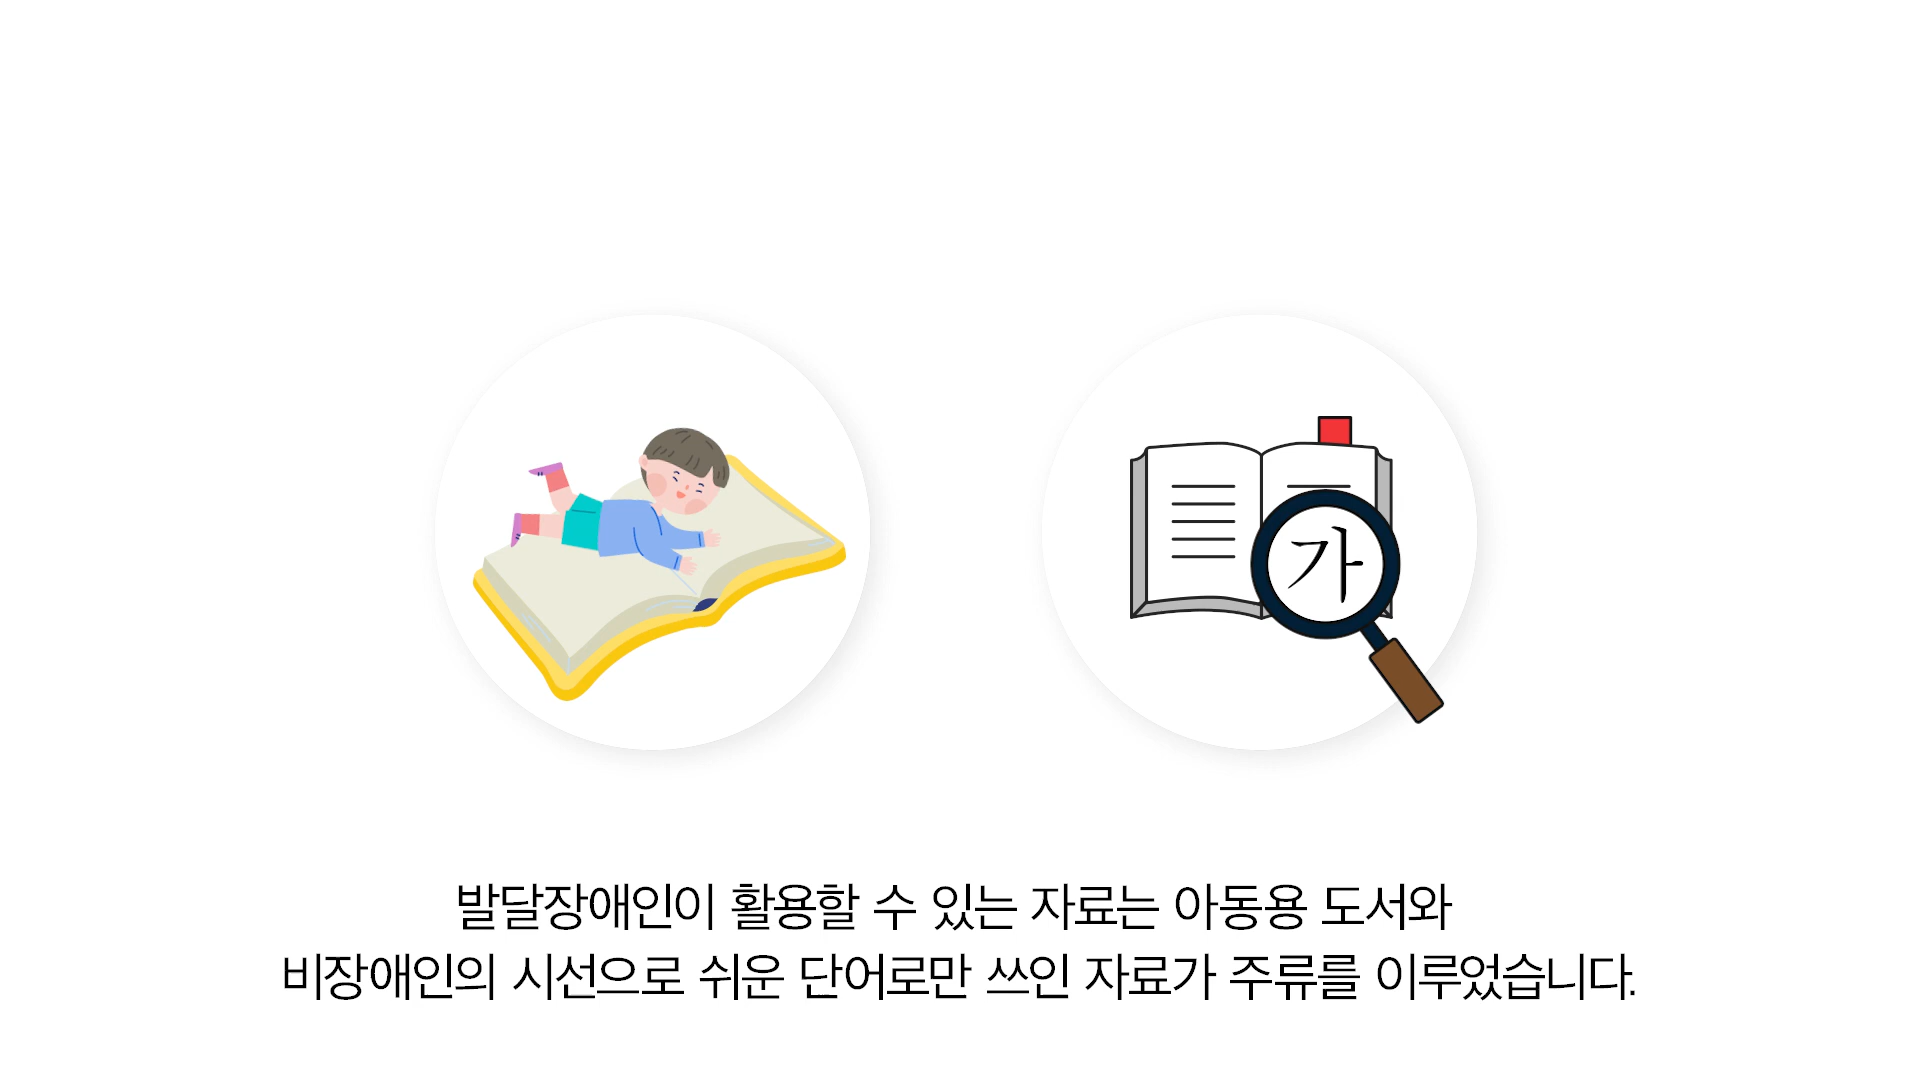 가
발달장애인이 활용할 수 있는 자료는 아동용 도서와
비장애인의 시선으로 쉬운 단어로만 쓰인 자료가 주류를 이루었습니다.